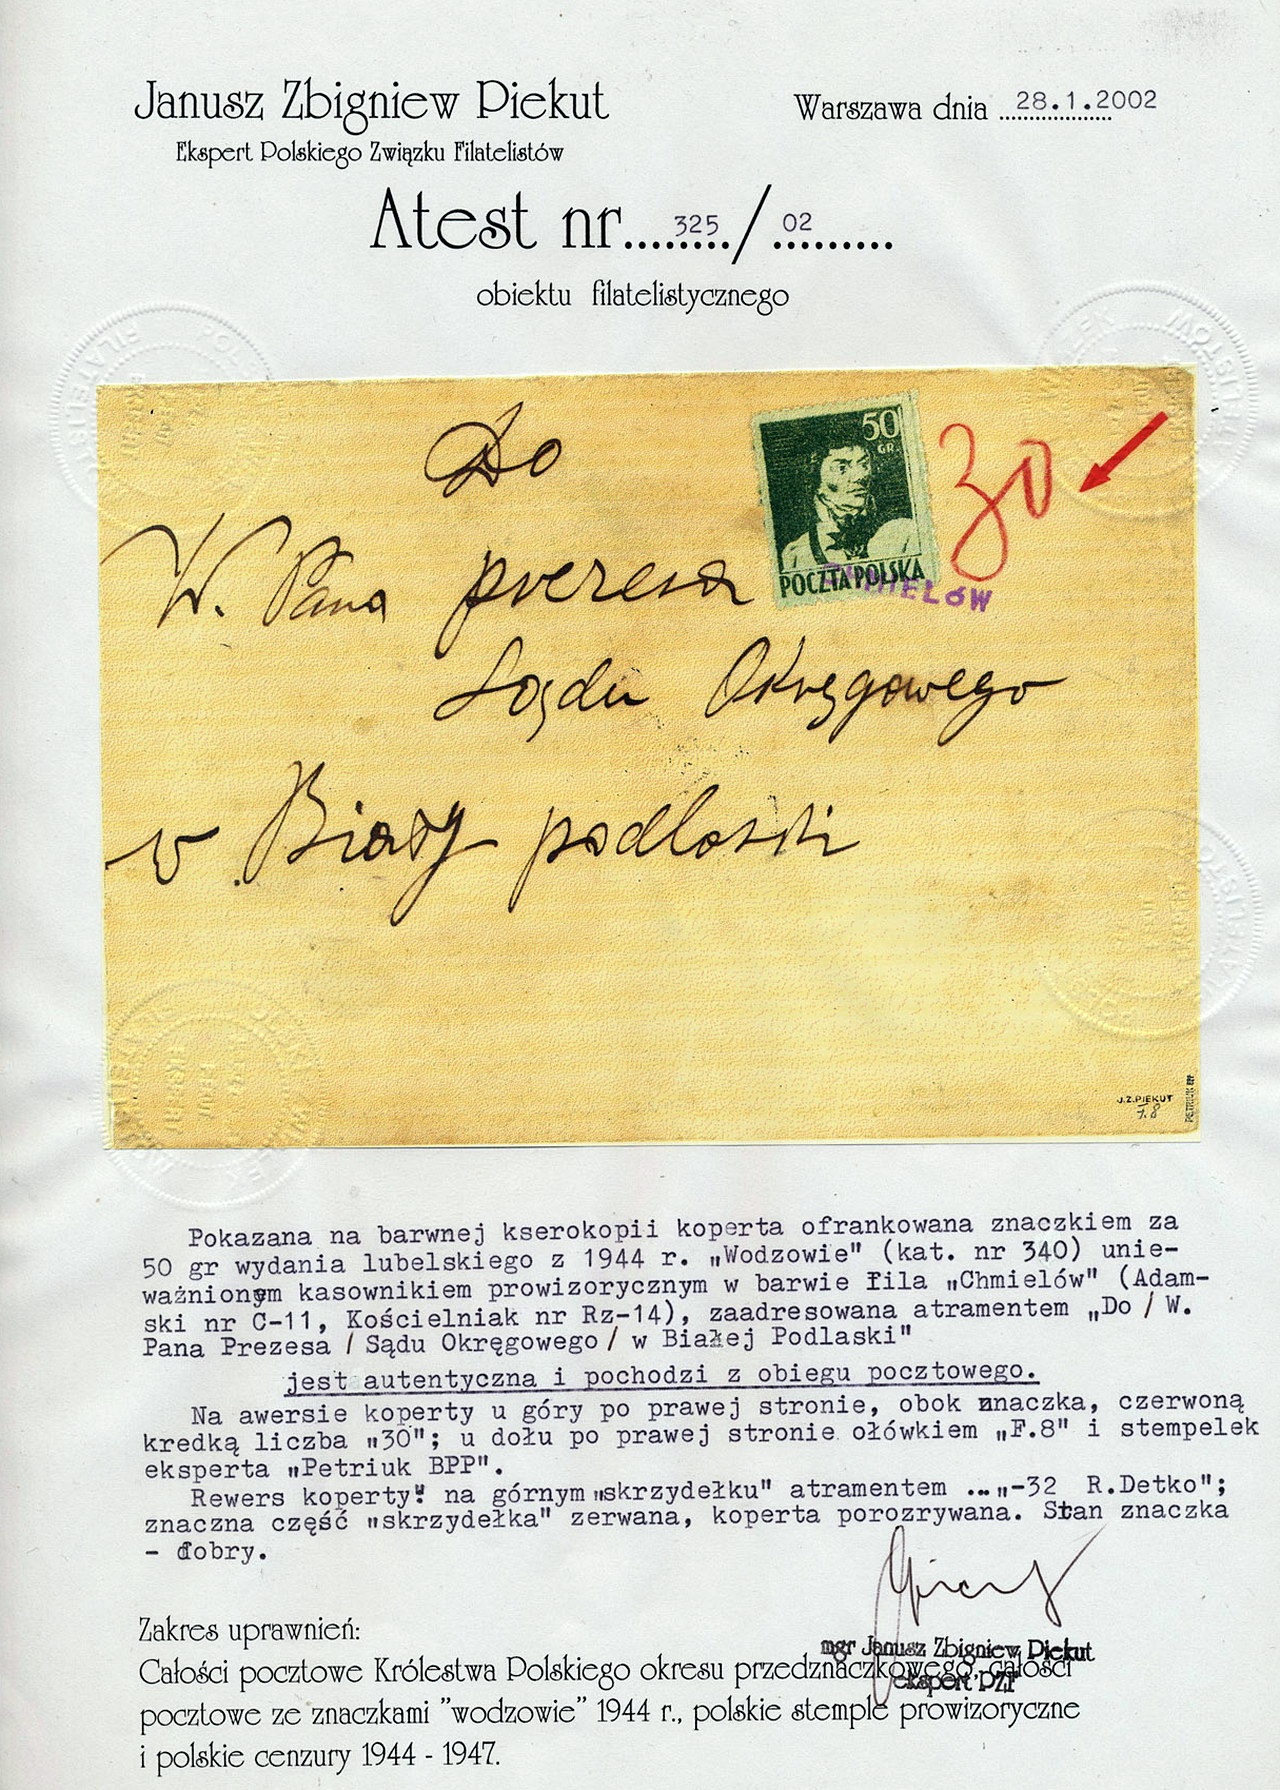 Janusz Zbigniew Piekut
Warszawa dnia 28.1.2002
Ekspert Polskiego Związku Filatelistów
Atest nr........325......../.....02.........
obiektu filatelistycznego
Do
50
GR.
30
W. Pana prezesa
POCZTA POLSKA
CHMIELÓW
Sądu Okręgowego
w Białej podlaski
J.Z.PIEKUT
F.8
PETRIUK BPP
Pokazana na barwnej kserokopii koperta ofrankowana znaczkiem za
50 gr wydania lubelskiego z 1944 r. „Wodzowie" (kat. nr 340) unie-
ważnionym kasownikiem prowizorycznym w barwie fila „Chmielów" (Adam-
ski nr C-11, Kościelniak nr Rz-14), zaadresowana atramentem „Do / W.
Pana Prezesa / Sądu Okręgowego / w Białej Podlaski"
jest autentyczna i pochodzi z obiegu pocztowego.
Na awersie koperty u góry po prawej stronie, obok znaczka, czerwoną
kredką liczba „30"; u dołu po prawej stronie ołówkiem „F.8" i stempelek
eksperta „Petriuk BPP".
Rewers koperty: na górnym „skrzydełku" atramentem ... „-32 R.Detko";
znaczna część „skrzydełka" zerwana, koperta porozrywana. Stan znaczka
- dobry.
Zakres uprawnień:
mgr Janusz Zbigniew Piekut
ekspert PZF
Całości pocztowe Królestwa Polskiego okresu przedznaczkowego, całości
pocztowe ze znaczkami "wodzowie" 1944 r., polskie stemple prowizoryczne
i polskie cenzury 1944 - 1947.